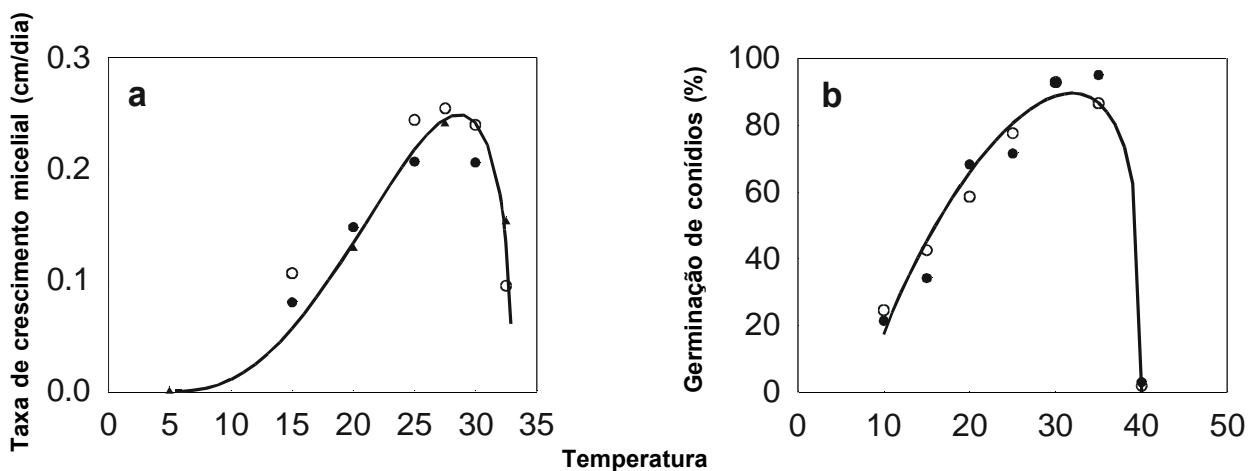 Taxa de crescimento micelial (cm/dia)
0.3
0.2
0.1
0.0
a
0 5 10 15 20 25 30 35
Germinação de conídios (%)
100
80
60
40
20
0
b
0 10 20 30 40 50
Temperatura